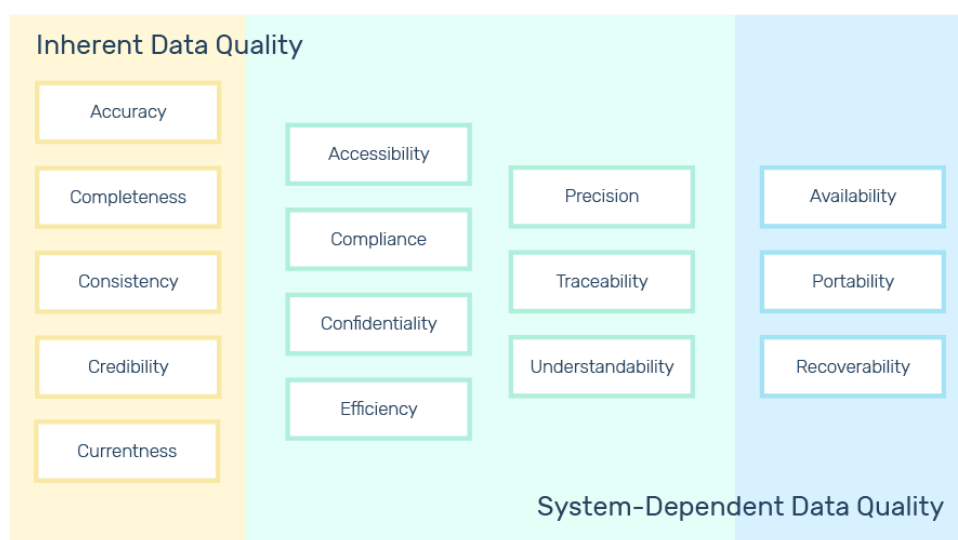 Inherent Data Quality
Accuracy
Completeness
Consistency
Credibility
Currentness
Accessibility
Compliance
Confidentiality
Efficiency
Precision
Traceability
Understandability
Availability
Portability
Recoverability
System-Dependent Data Quality